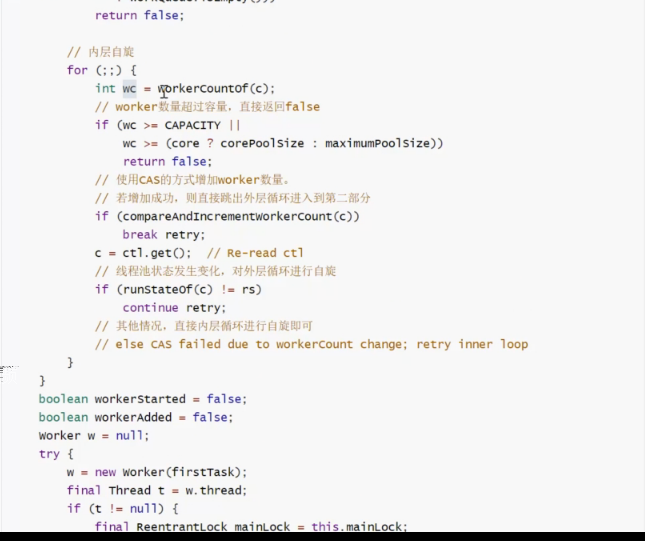 return false;
// 内层自旋
for (;;) {
int wc = workerCountOf(c);
// worker数量超过容量，直接返回false
if (wc >= CAPACITY ||
wc >= (core ? corePoolSize : maximumPoolSize))
return false;
// 使用CAS的方式增加worker数量。
// 若增加成功，则直接跳出外层循环进入到第二部分
if (compareAndIncrementWorkerCount(c))
break retry;
c = ctl.get();  // Re-read ctl
// 线程池状态发生变化，对外层循环进行自旋
if (runStateOf(c) != rs)
continue retry;
// 其他情况，直接内层循环进行自旋即可
// else CAS failed due to workerCount change; retry inner loop
}
}
boolean workerStarted = false;
boolean workerAdded = false;
Worker w = null;
try {
w = new Worker(firstTask);
final Thread t = w.thread;
if (t != null) {
final ReentrantLock mainLock = this.mainLock;